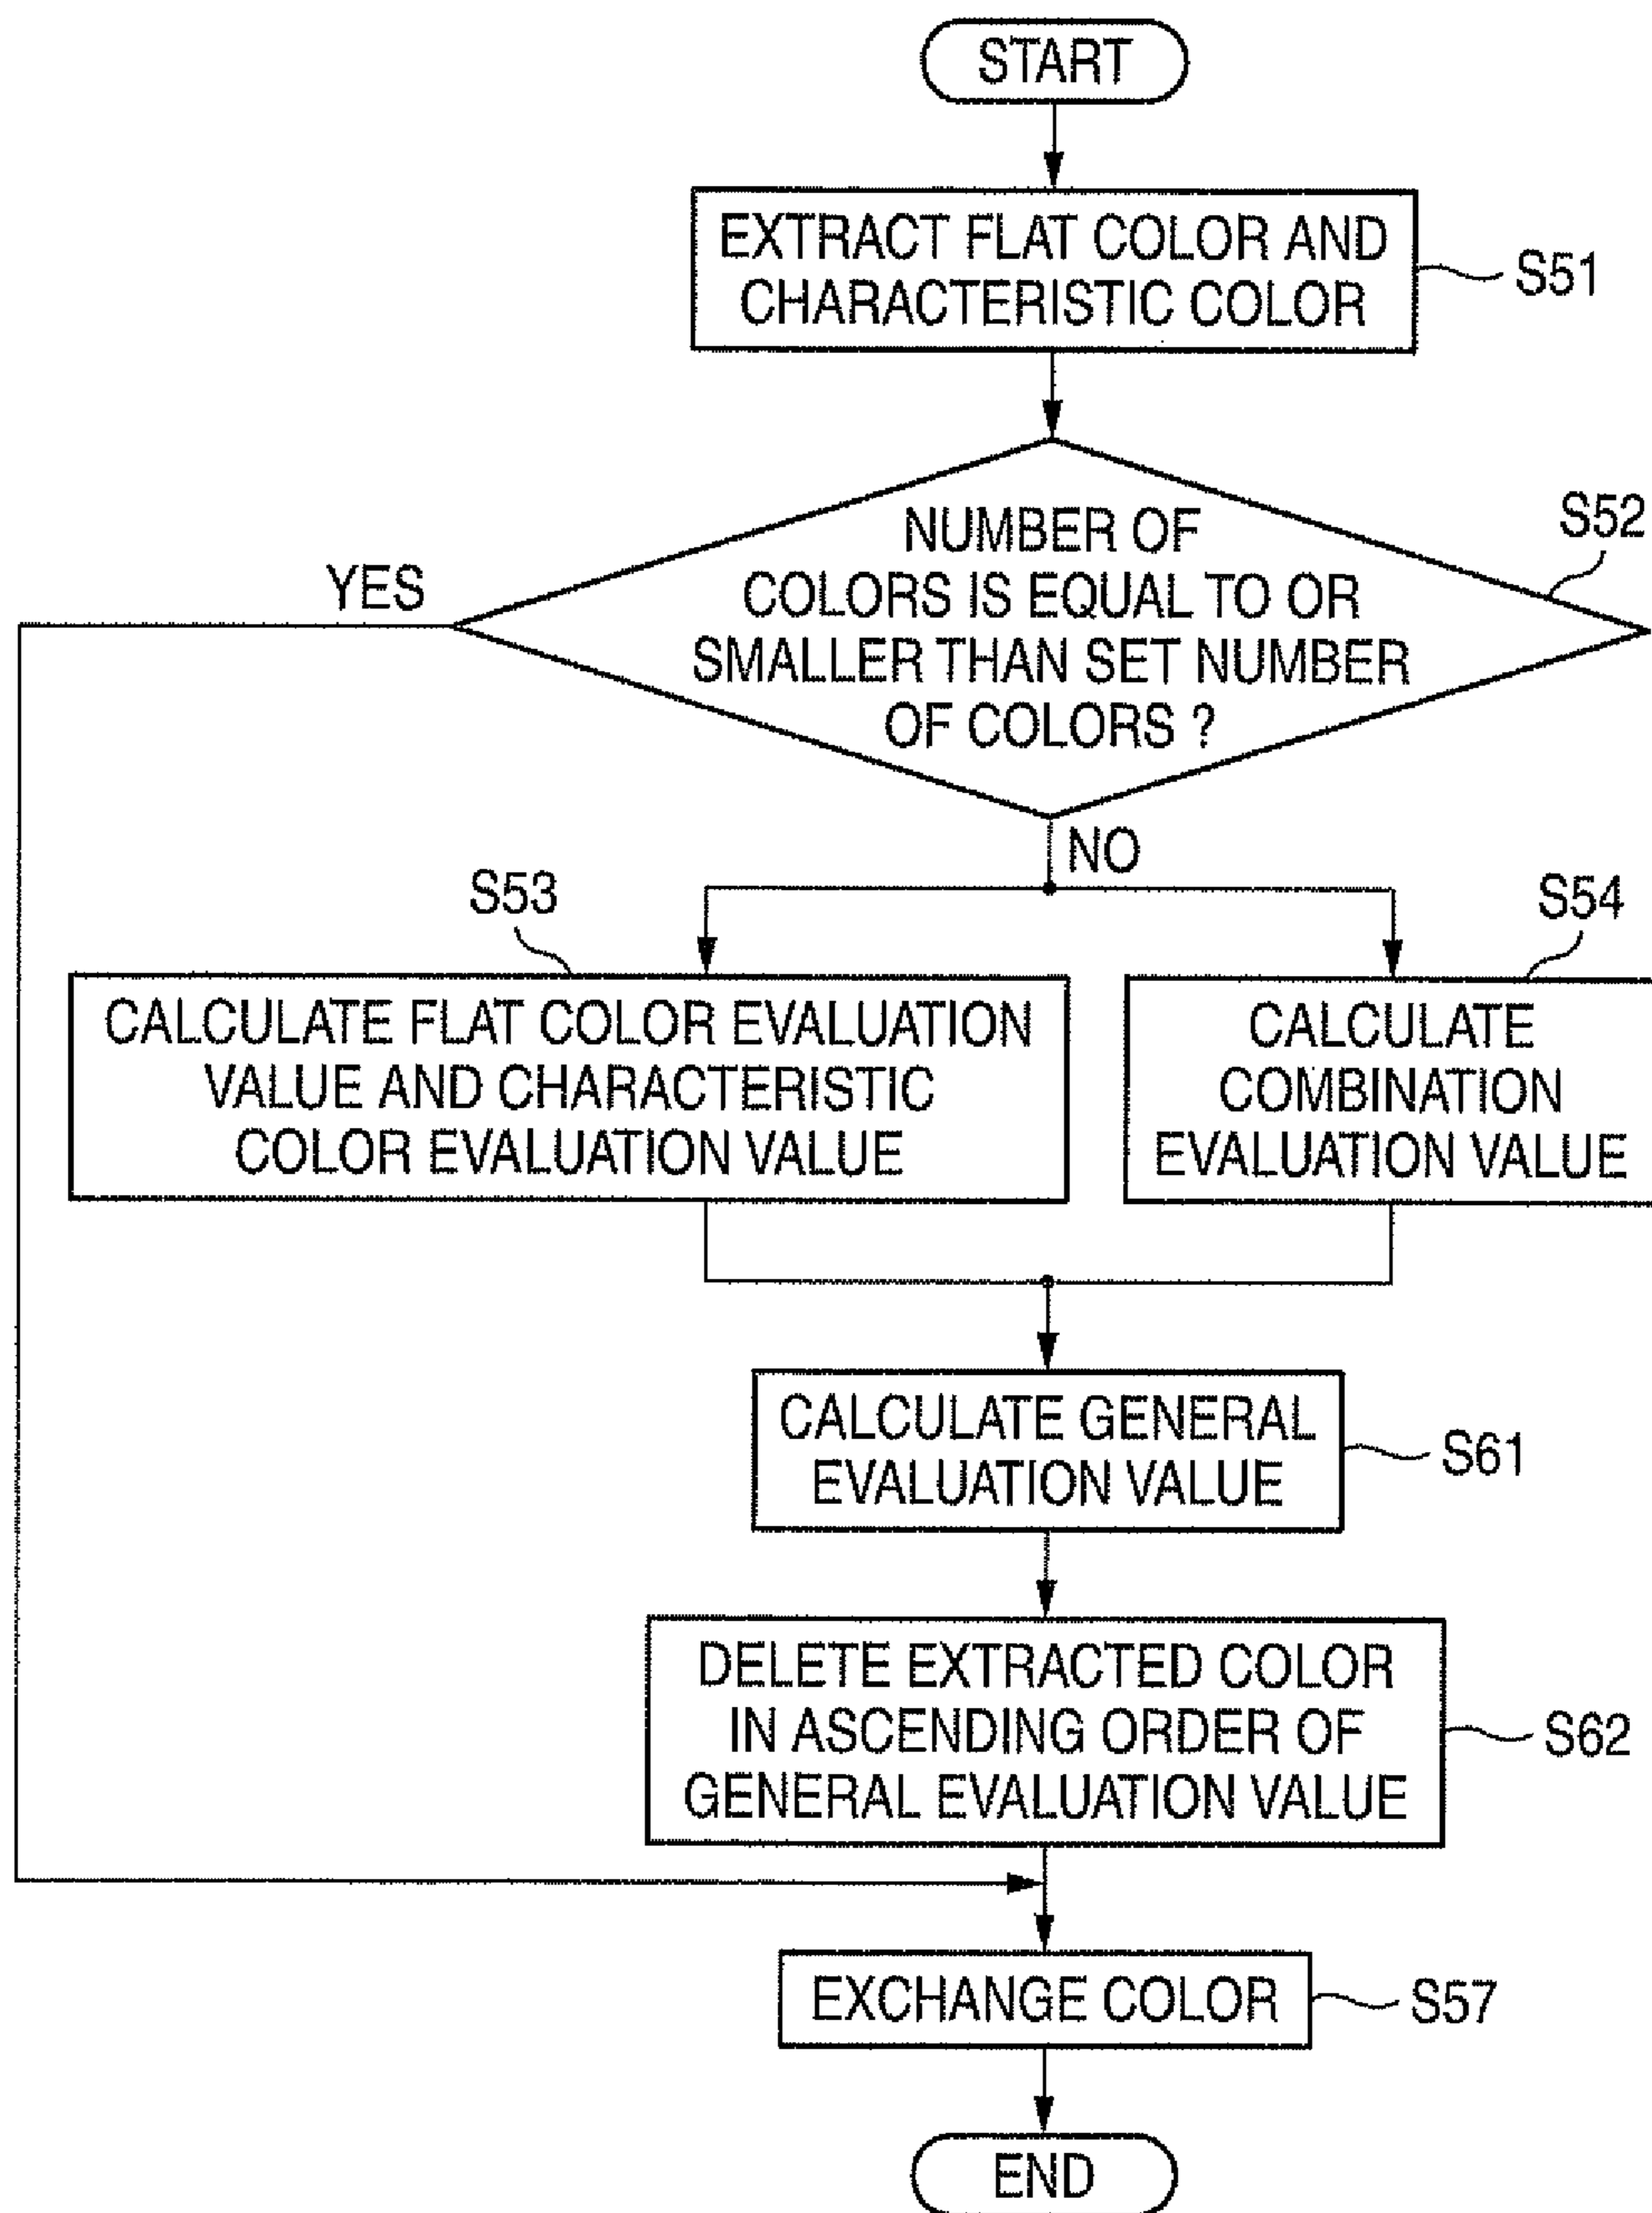 START
EXTRACT FLAT COLOR AND
CHARACTERISTIC COLOR
S51
NUMBER OF
COLORS IS EQUAL TO OR
SMALLER THAN SET NUMBER
OF COLORS ?
S52
YES
NO
S53
CALCULATE FLAT COLOR EVALUATION
VALUE AND CHARACTERISTIC
COLOR EVALUATION VALUE
S54
CALCULATE
COMBINATION
EVALUATION VALUE
CALCULATE GENERAL
EVALUATION VALUE
S61
DELETE EXTRACTED COLOR
IN ASCENDING ORDER OF
GENERAL EVALUATION VALUE
S62
EXCHANGE COLOR
S57
END